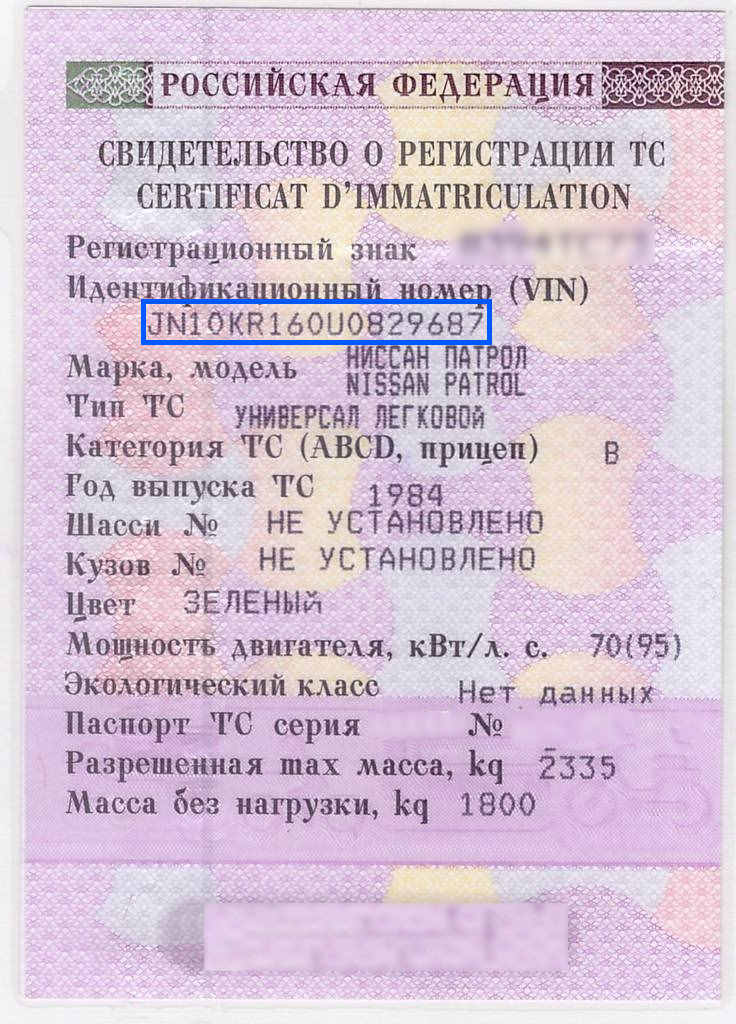 РОССИЙСКАЯ ФЕДЕРАЦИЯ
СВИДЕТЕЛЬСТВО О РЕГИСТРАЦИИ ТС
CERTIFICAT D'IMMATRICULATION
Регистрационный знак
Идентификационный номер (VIN)
JN10KR160U0829687
Марка, модель НИССАН ПАТРОЛ
NISSAN PATROL
Тип ТС УНИВЕРСАЛ ЛЕГКОВОЙ
Категория ТС (ABCD, прицеп) В
Год выпуска ТС 1984
Шасси № НЕ УСТАНОВЛЕНО
Кузов № НЕ УСТАНОВЛЕНО
Цвет ЗЕЛЕНЫЙ
Мощность двигателя, кВт/л. с. 70(95)
Экологический класс Нет данных
Паспорт ТС серия №
Разрешенная max масса, kg 2335
Масса без нагрузки, kg 1800